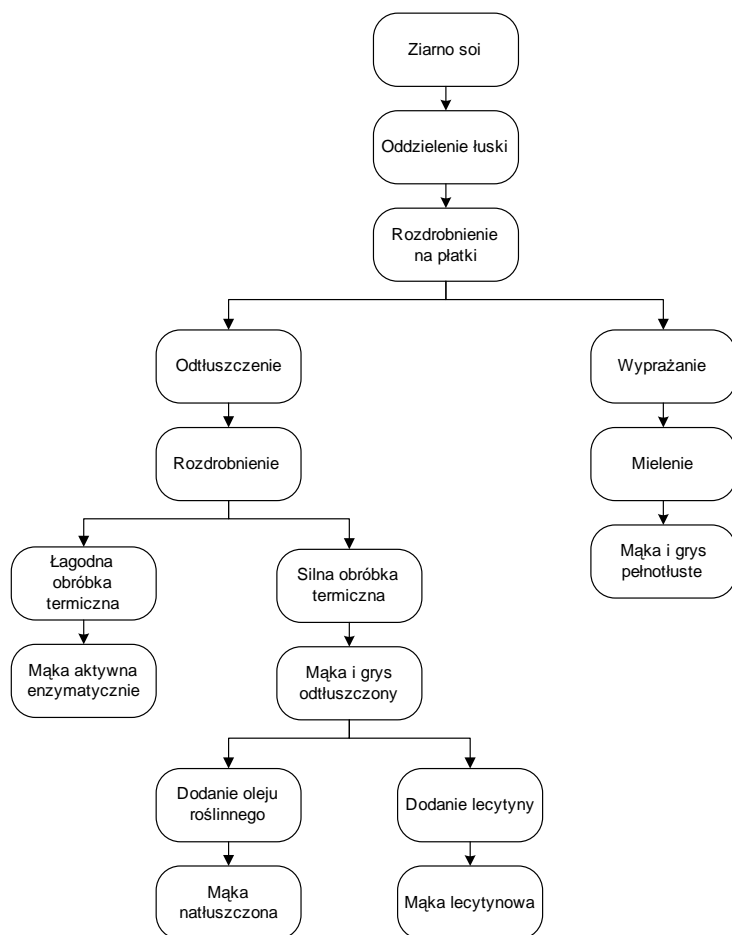 Ziarno soi
Oddzielenie łuski
Rozdrobnienie
na płatki
Odtłuszczenie
Wyprażanie
Rozdrobnienie
Mielenie
Łagodna
obróbka
termiczna
Silna obróbka
termiczna
Mąka i grys
pełnotłuste
Mąka aktywna
enzymatycznie
Mąka i grys
odtłuszczony
Dodanie oleju
roślinnego
Dodanie lecytyny
Mąka
natłuszczona
Mąka lecytynowa